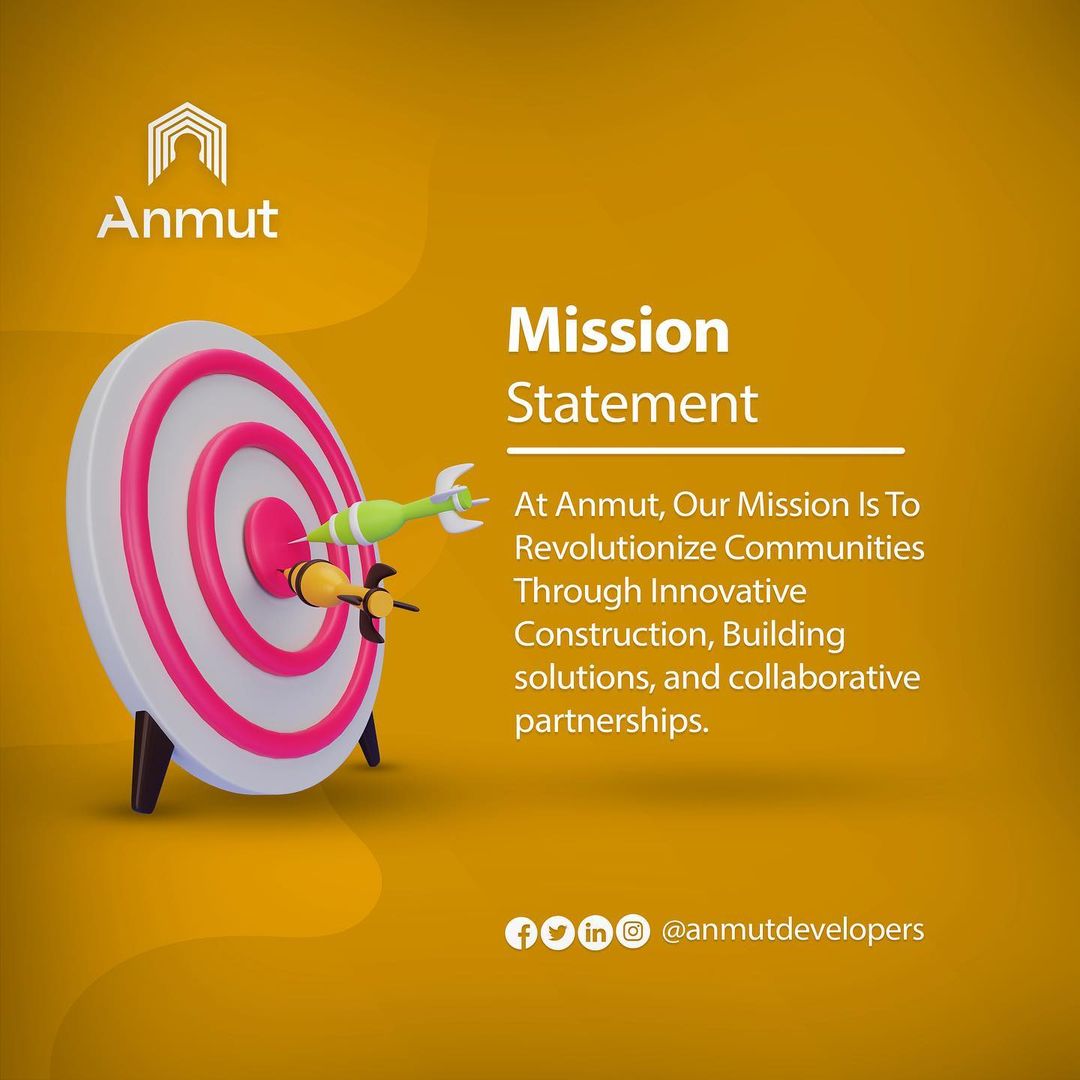 Anmut
Mission
Statement
At Anmut, Our Mission Is To
Revolutionize Communities
Through Innovative
Construction, Building
solutions, and collaborative
partnerships.
@anmutdevelopers